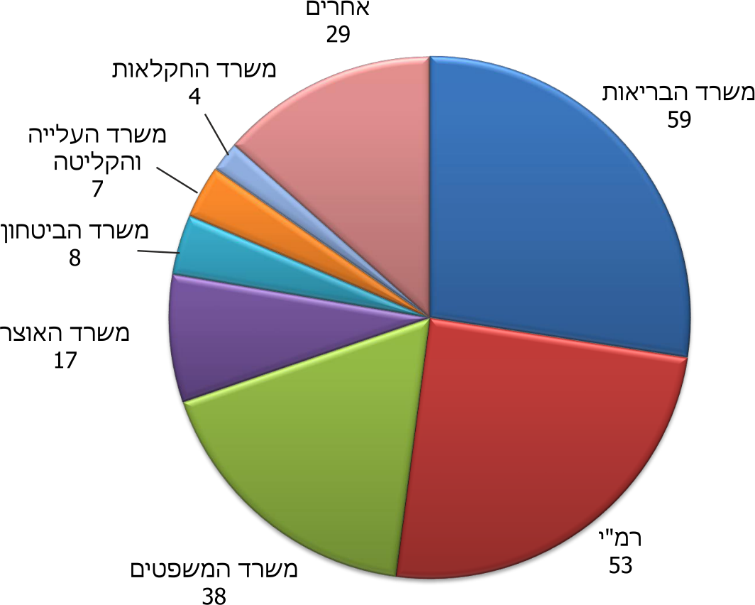 אחרים
29
משרד הבריאות
59
רמ"י
53
משרד המשפטים
38
משרד האוצר
17
משרד הביטחון
8
משרד העלייה
והקליטה
7
משרד החקלאות
4